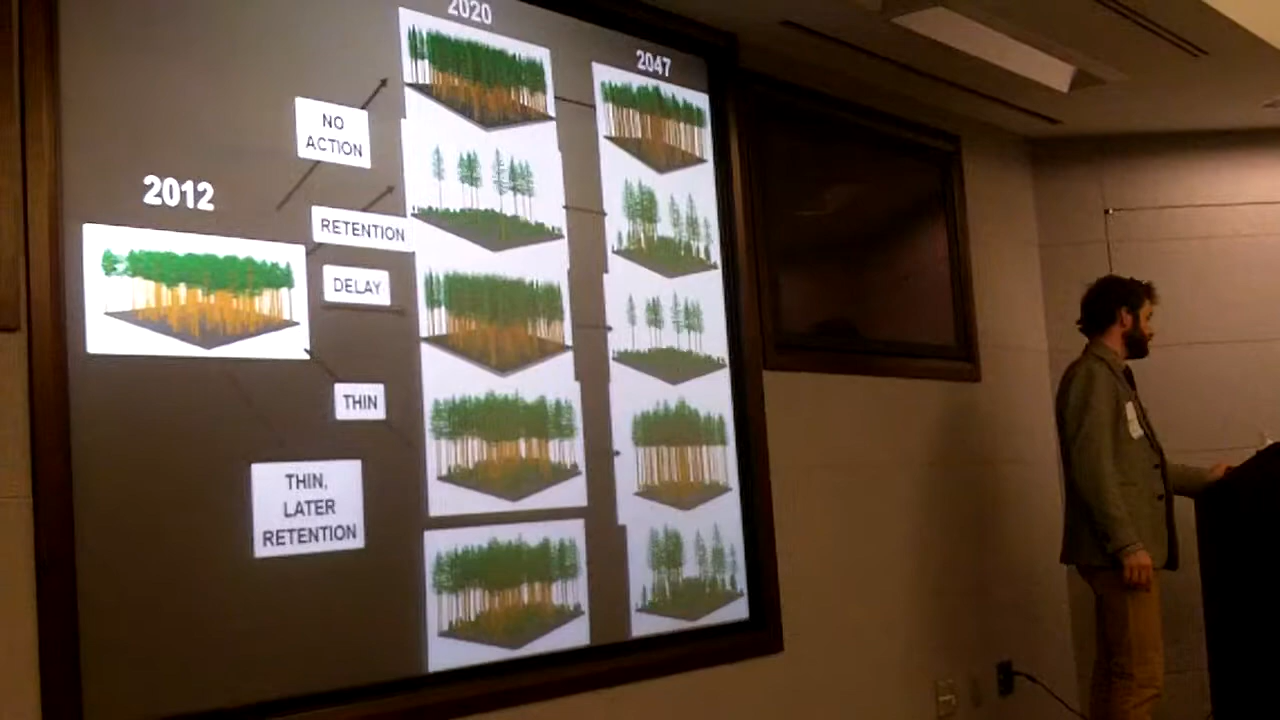 2020
2047
NO
ACTION
2012
RETENTION
DELAY
THIN
THIN,
LATER
RETENTION